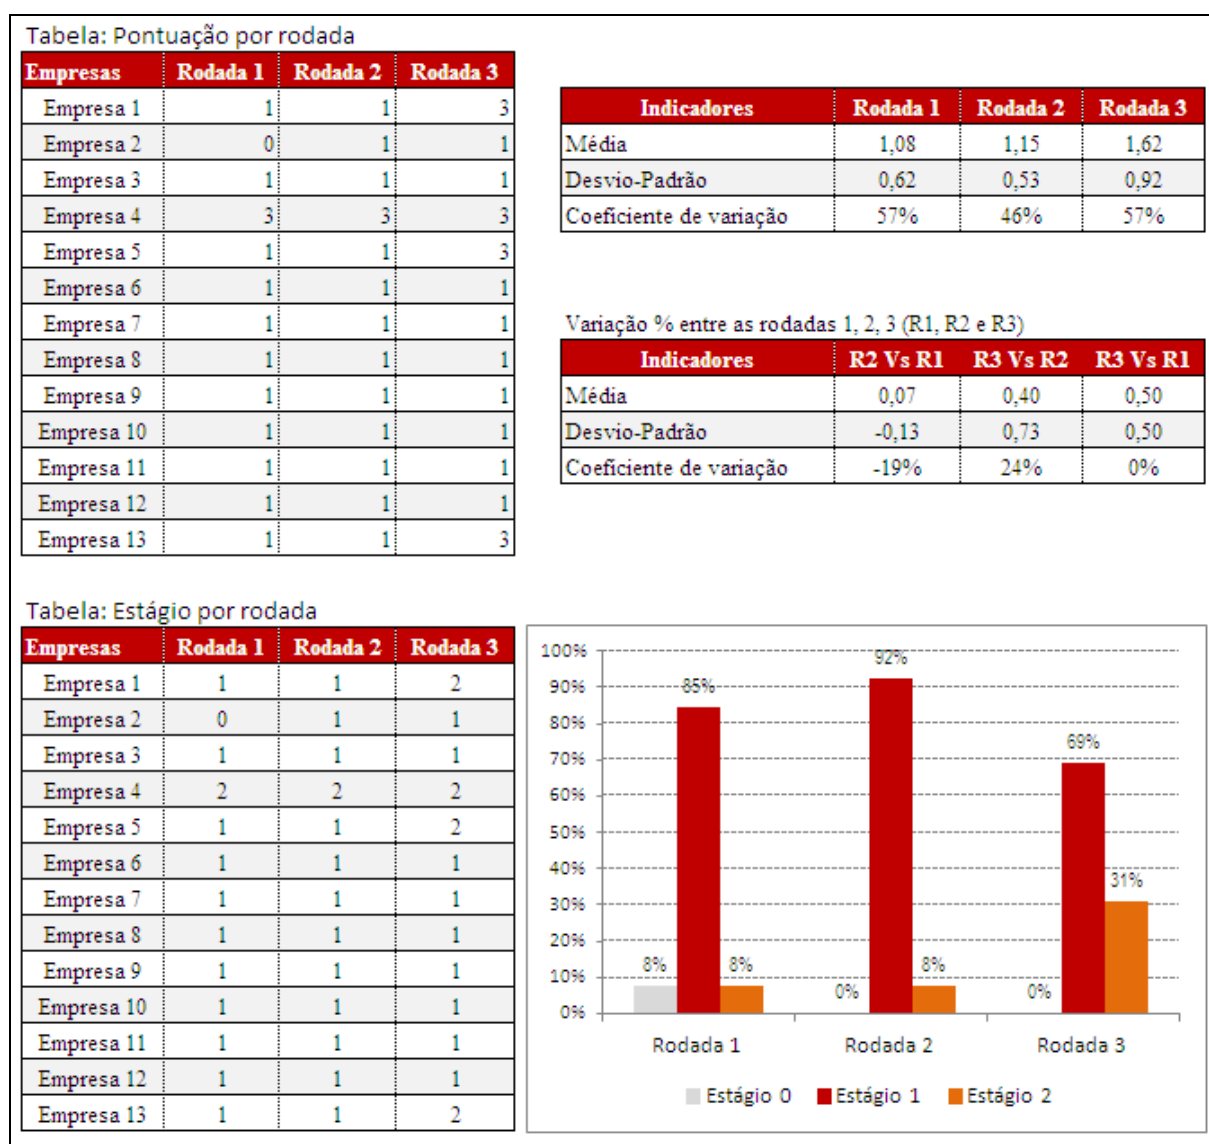 Tabela: Pontuação por rodada
Empresas Rodada 1 Rodada 2 Rodada 3
Empresa 1 1 1 3
Empresa 2 0 1 1
Empresa 3 1 1 1
Empresa 4 3 3 3
Empresa 5 1 1 3
Empresa 6 1 1 1
Empresa 7 1 1 1
Empresa 8 1 1 1
Empresa 9 1 1 1
Empresa 10 1 1 1
Empresa 11 1 1 1
Empresa 12 1 1 1
Empresa 13 1 1 3
Indicadores Rodada 1 Rodada 2 Rodada 3
Média 1,08 1,15 1,62
Desvio-Padrão 0,62 0,53 0,92
Coeficiente de variação 57% 46% 57%
Variação % entre as rodadas 1, 2, 3 (R1, R2 e R3)
Indicadores R2 Vs R1 R3 Vs R2 R3 Vs R1
Média 0,07 0,40 0,50
Desvio-Padrão -0,13 0,73 0,50
Coeficiente de variação -19% 24% 0%
Tabela: Estágio por rodada
Empresas Rodada 1 Rodada 2 Rodada 3
Empresa 1 1 1 2
Empresa 2 0 1 1
Empresa 3 1 1 1
Empresa 4 2 2 2
Empresa 5 1 1 2
Empresa 6 1 1 1
Empresa 7 1 1 1
Empresa 8 1 1 1
Empresa 9 1 1 1
Empresa 10 1 1 1
Empresa 11 1 1 1
Empresa 12 1 1 1
Empresa 13 1 1 2
100%
90%
80%
70%
60%
50%
40%
30%
20%
10%
0%
8% 85% 8%
0% 92% 8%
0% 69% 31%
Rodada 1 Rodada 2 Rodada 3
Estágio 0 Estágio 1 Estágio 2